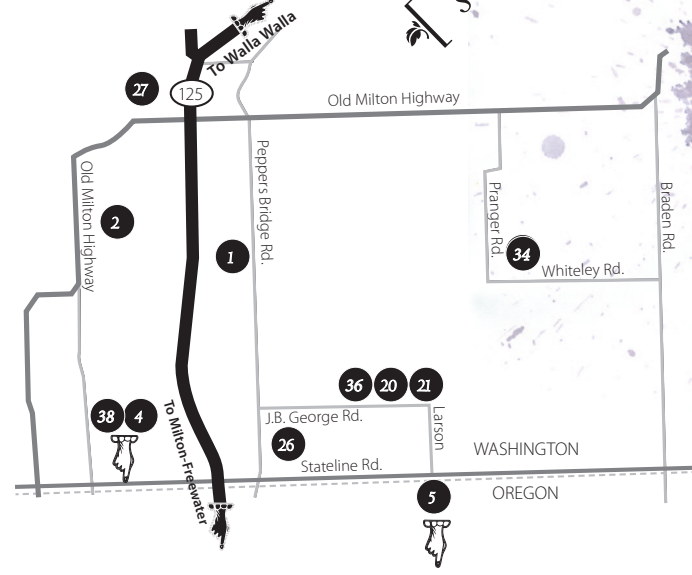 To Walla Walla
27
125
Old Milton Highway
Peppers Bridge Rd.
Old Milton Highway
2
1
Pranger Rd.
34
Whiteley Rd.
Braden Rd.
36 20 21
38 4
J.B. George Rd.
Larson
26
To Milton-Freewater
Stateline Rd.
WASHINGTON
OREGON
5